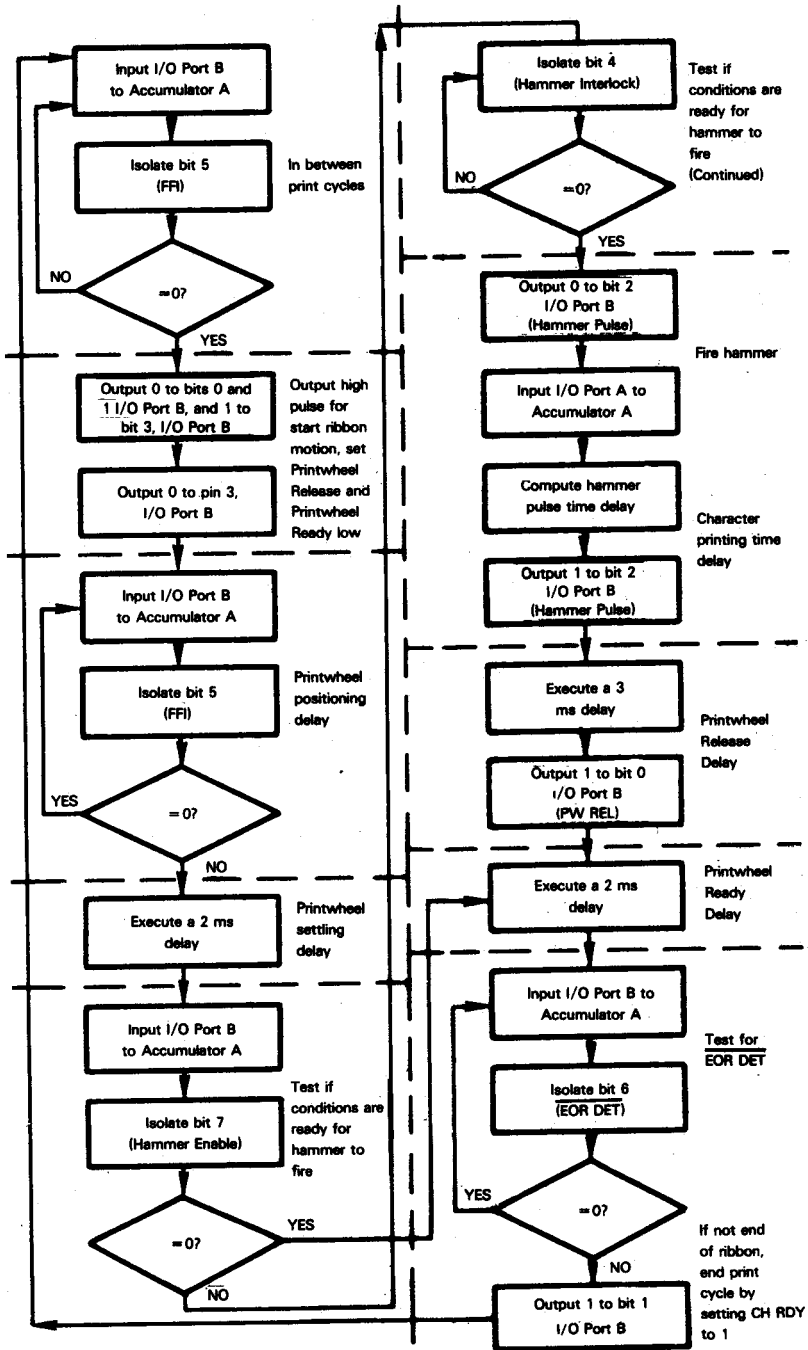 Input I/O Port B
to Accumulator A
Isolate bit 5
(FFI)
In between
print cycles
NO
=0?
YES
Output 0 to bits 0 and
1 I/O Port B, and 1 to
bit 3, I/O Port B
Output 0 to pin 3,
I/O Port B
Output high
pulse for
start ribbon
motion, set
Printwheel
Release and
Printwheel
Ready low
Input I/O Port B
to Accumulator A
Isolate bit 5
(FFI)
Printwheel
positioning
delay
YES
=0?
NO
Execute a 2 ms
delay
Printwheel
settling
delay
Input I/O Port B
to Accumulator A
Isolate bit 7
(Hammer Enable)
Test if
conditions are
ready for
hammer to
fire
=0?
YES
NO
Isolate bit 4
(Hammer Interlock)
Test if
conditions are
ready for
hammer to
fire
(Continued)
NO
=0?
YES
Output 0 to bit 2
I/O Port B
(Hammer Pulse)
Fire hammer
Input I/O Port A to
Accumulator A
Compute hammer
pulse time delay
Character
printing time
delay
Output 1 to bit 2
I/O Port B
(Hammer Pulse)
Execute a 3
ms delay
Printwheel
Release
Delay
Output 1 to bit 0
I/O Port B
(PW REL)
Execute a 2 ms
delay
Printwheel
Ready
Delay
Input I/O Port B to
Accumulator A
Test for
EOR DET
Isolate bit 6
(EOR DET)
YES
=0?
NO
If not end
of ribbon,
end print
cycle by
setting CH RDY
to 1
Output 1 to bit 1
I/O Port B